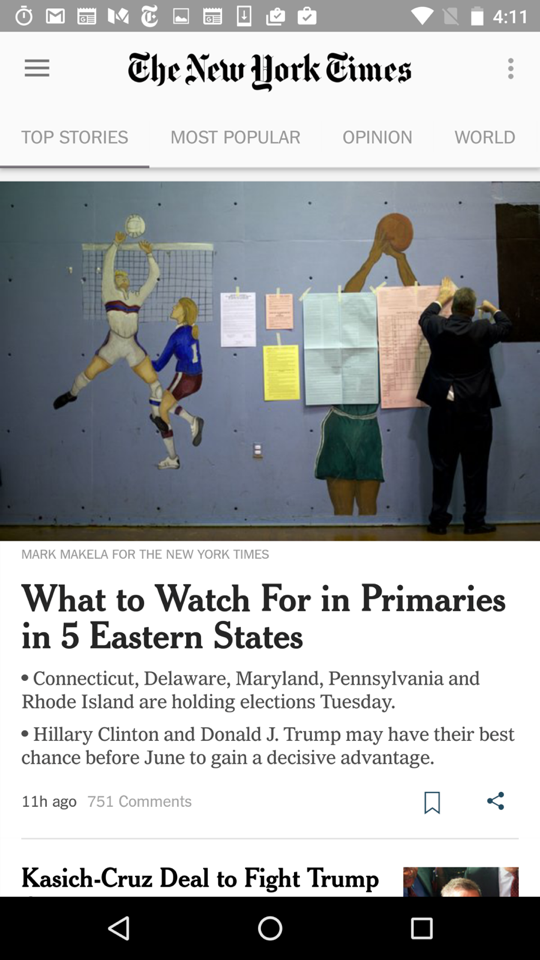 4:11
The New York Times
TOP STORIES MOST POPULAR OPINION WORLD
1
MARK MAKELA FOR THE NEW YORK TIMES
What to Watch For in Primaries
in 5 Eastern States
• Connecticut, Delaware, Maryland, Pennsylvania and
Rhode Island are holding elections Tuesday.
• Hillary Clinton and Donald J. Trump may have their best
chance before June to gain a decisive advantage.
11h ago 751 Comments
Kasich-Cruz Deal to Fight Trump